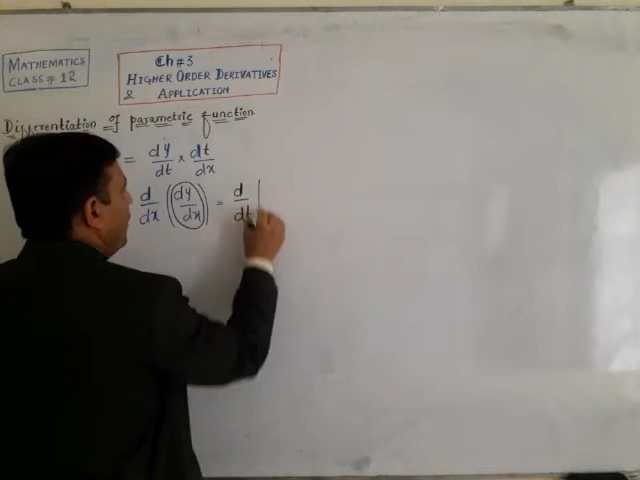 MATHEMATICS
CLASS # 12
Ch #3
HIGHER ORDER DERIVATIVES
& APPLICATION
Differentiation of parametric function
= dy/dt × dt/dx
d/dx (dy/dx) = d/dt